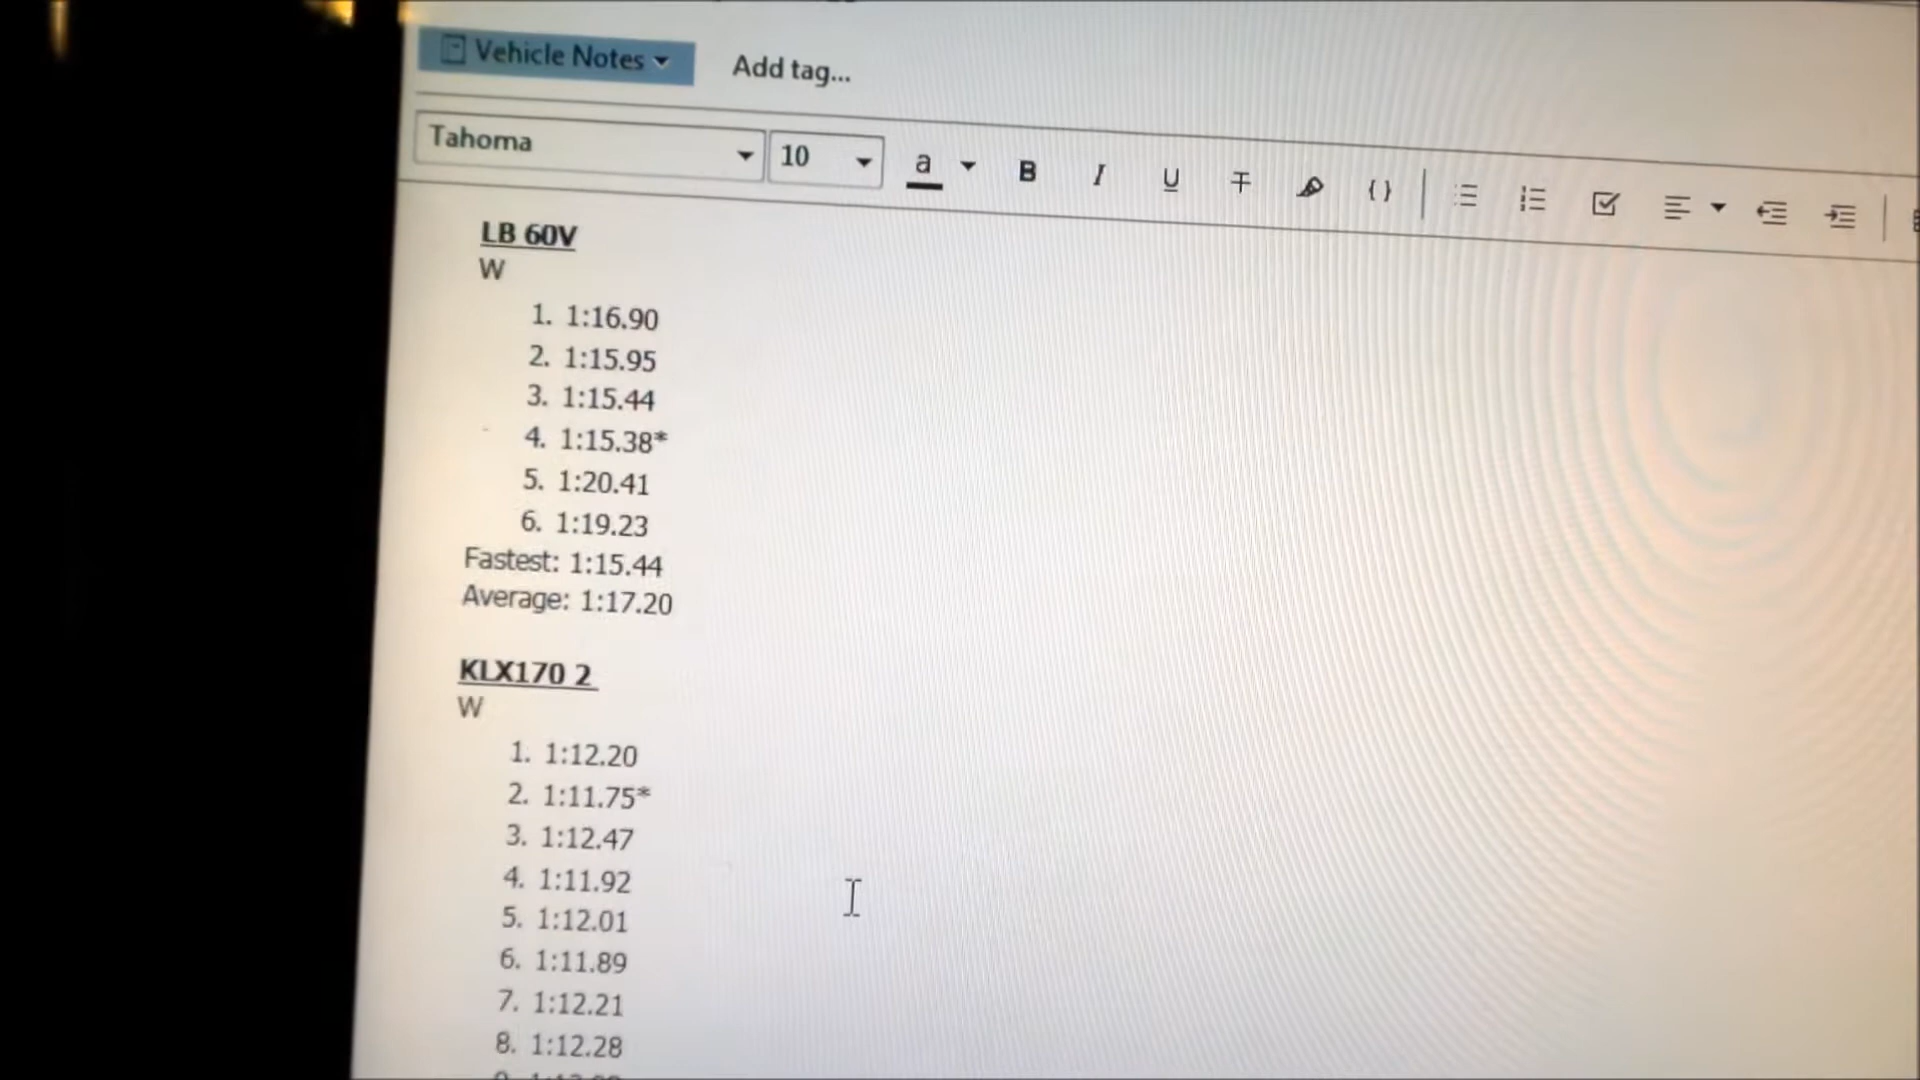 Vehicle Notes
Add tag...
Tahoma
10
a
B
I
U
T
{}
LB 60V
W
1. 1:16.90
2. 1:15.95
3. 1:15.44
4. 1:15.38*
5. 1:20.41
6. 1:19.23
Fastest: 1:15.44
Average: 1:17.20
KLX170 2
W
1. 1:12.20
2. 1:11.75*
3. 1:12.47
4. 1:11.92
5. 1:12.01
6. 1:11.89
7. 1:12.21
8. 1:12.28